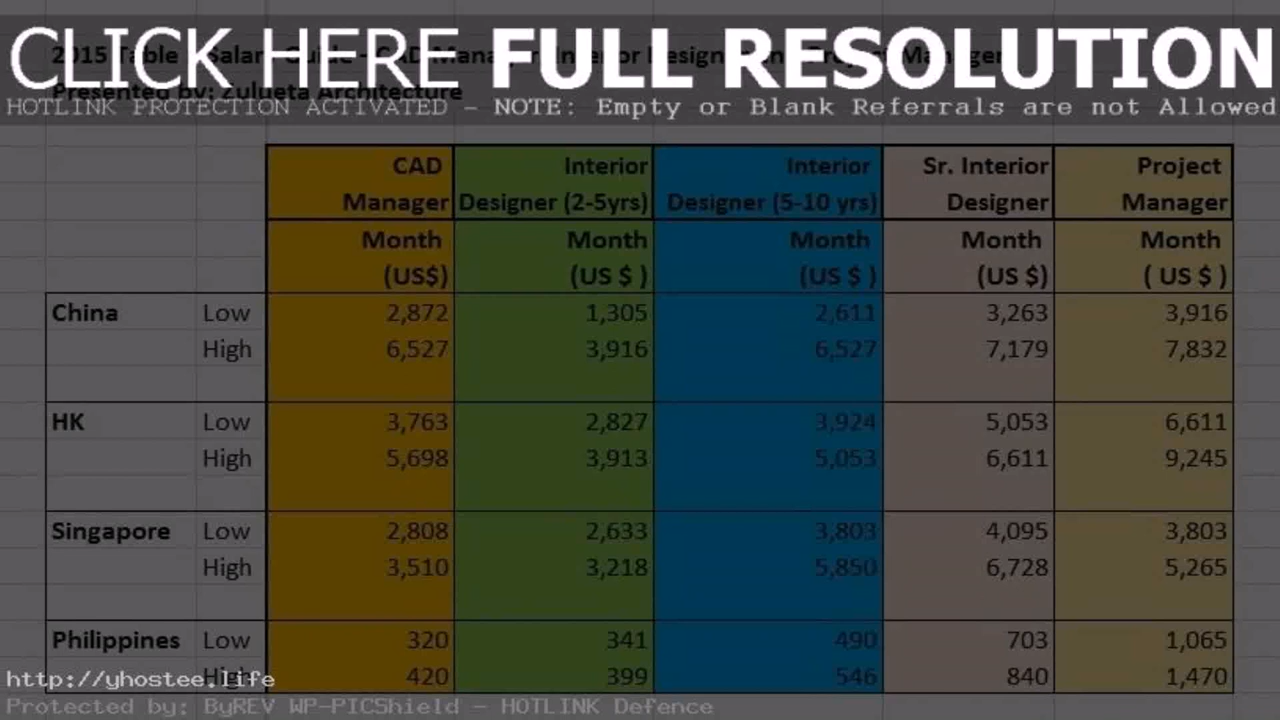 CLICK HERE FULL RESOLUTION
HOTLINK PROTECTION ACTIVATED – NOTE: Empty or Blank Referrals are not Allowed
Presented by: Zulueta Architecture
CAD Interior Interior Sr. Interior Project
Manager Designer (2-5yrs) Designer (5-10 yrs) Designer Manager
Month Month Month Month Month
(US$) (US $ ) (US $ ) (US $) ( US $ )
China Low 2,872 1,305 2,611 3,263 3,916
High 6,527 3,916 6,527 7,179 7,832
HK Low 3,763 2,827 3,924 5,053 6,611
High 5,698 3,913 5,053 6,611 9,245
Singapore Low 2,808 2,633 3,803 4,095 3,803
High 3,510 3,218 5,850 6,728 5,265
Philippines Low 320 341 490 703 1,065
High 420 399 546 840 1,470
http://yhostee.life
Protected by: ByREV WP-PICShield – HOTLINK Defence